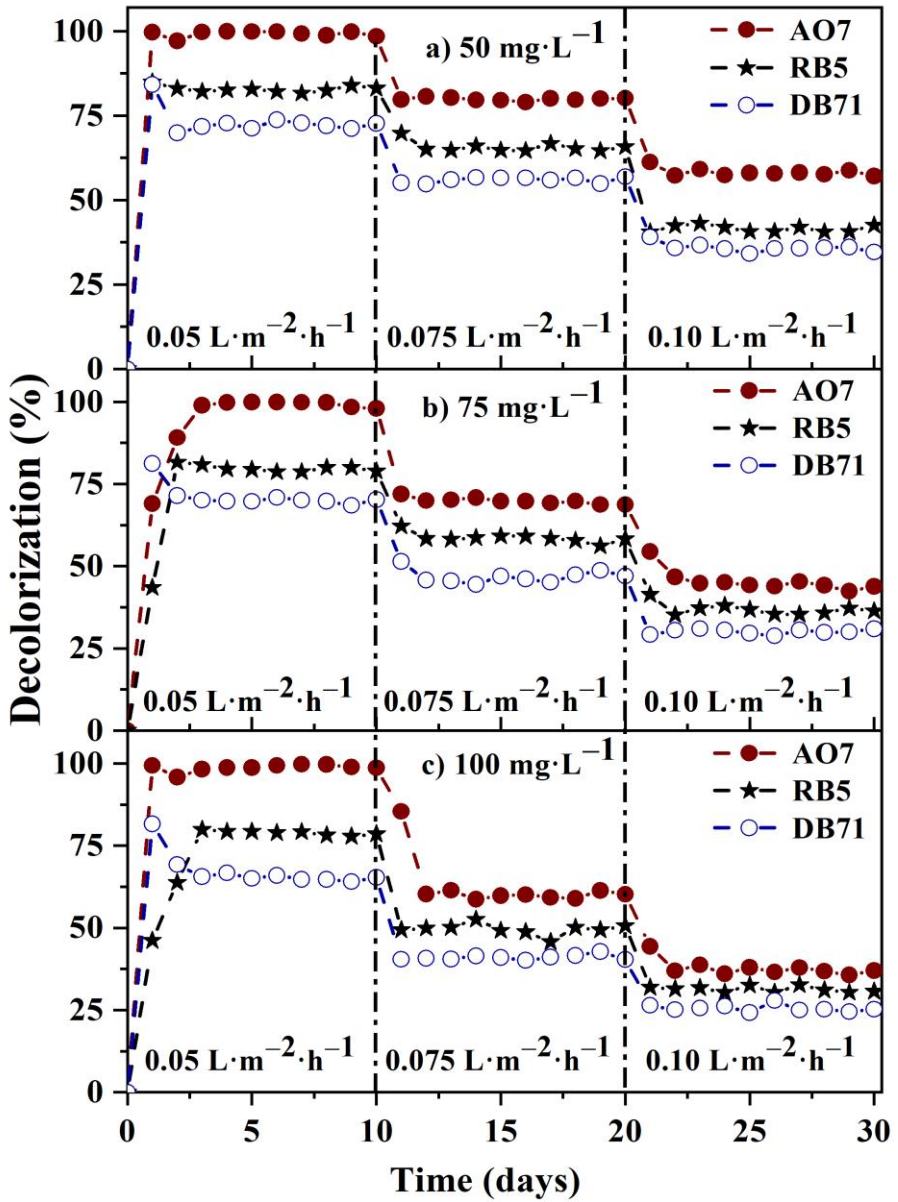 Decolorization (%)
100
75
50
25
0
a) 50 mg·L⁻¹
AO7
RB5
DB71
0.05 L·m⁻²·h⁻¹
0.075 L·m⁻²·h⁻¹
0.10 L·m⁻²·h⁻¹
100
75
50
25
0
b) 75 mg·L⁻¹
AO7
RB5
DB71
0.05 L·m⁻²·h⁻¹
0.075 L·m⁻²·h⁻¹
0.10 L·m⁻²·h⁻¹
100
75
50
25
0
c) 100 mg·L⁻¹
AO7
RB5
DB71
0.05 L·m⁻²·h⁻¹
0.075 L·m⁻²·h⁻¹
0.10 L·m⁻²·h⁻¹
0 5 10 15 20 25 30
Time (days)